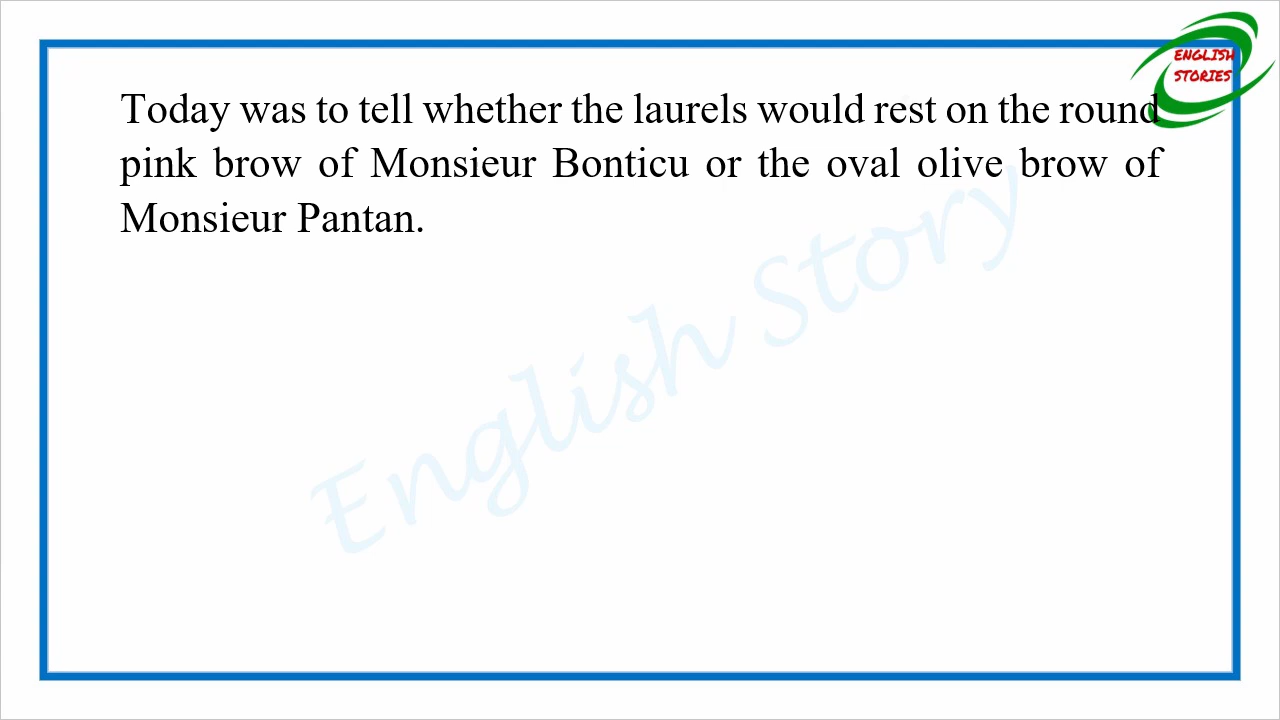 ENGLISH
STORIES
Today was to tell whether the laurels would rest on the round
pink brow of Monsieur Bonticu or the oval olive brow of
Monsieur Pantan.
English Story